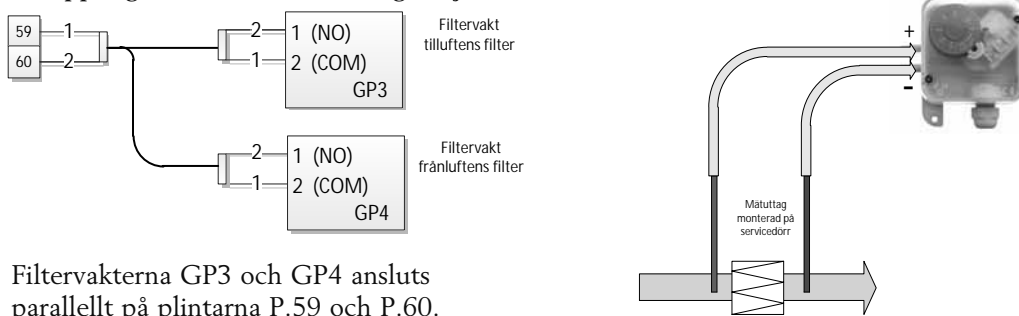 59 1
60 2
2 1 (NO)
1 2 (COM)
GP3
Filtervakt
tilluftens filter
2 1 (NO)
1 2 (COM)
GP4
Filtervakt
frånluftens filter
Filtervakterna GP3 och GP4 ansluts
parallellt på plintarna P.59 och P.60.
+
-
Mätuttag
monterad på
servicedörr